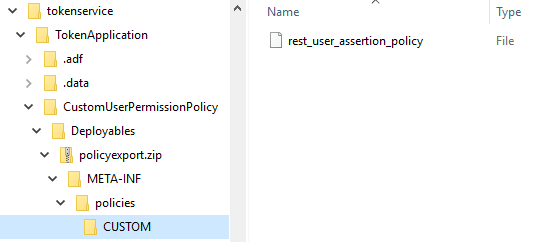 tokenservice
TokenApplication
.adf
.data
CustomUserPermissionPolicy
Deployables
policyexport.zip
META-INF
policies
CUSTOM
Name Type
rest_user_assertion_policy File